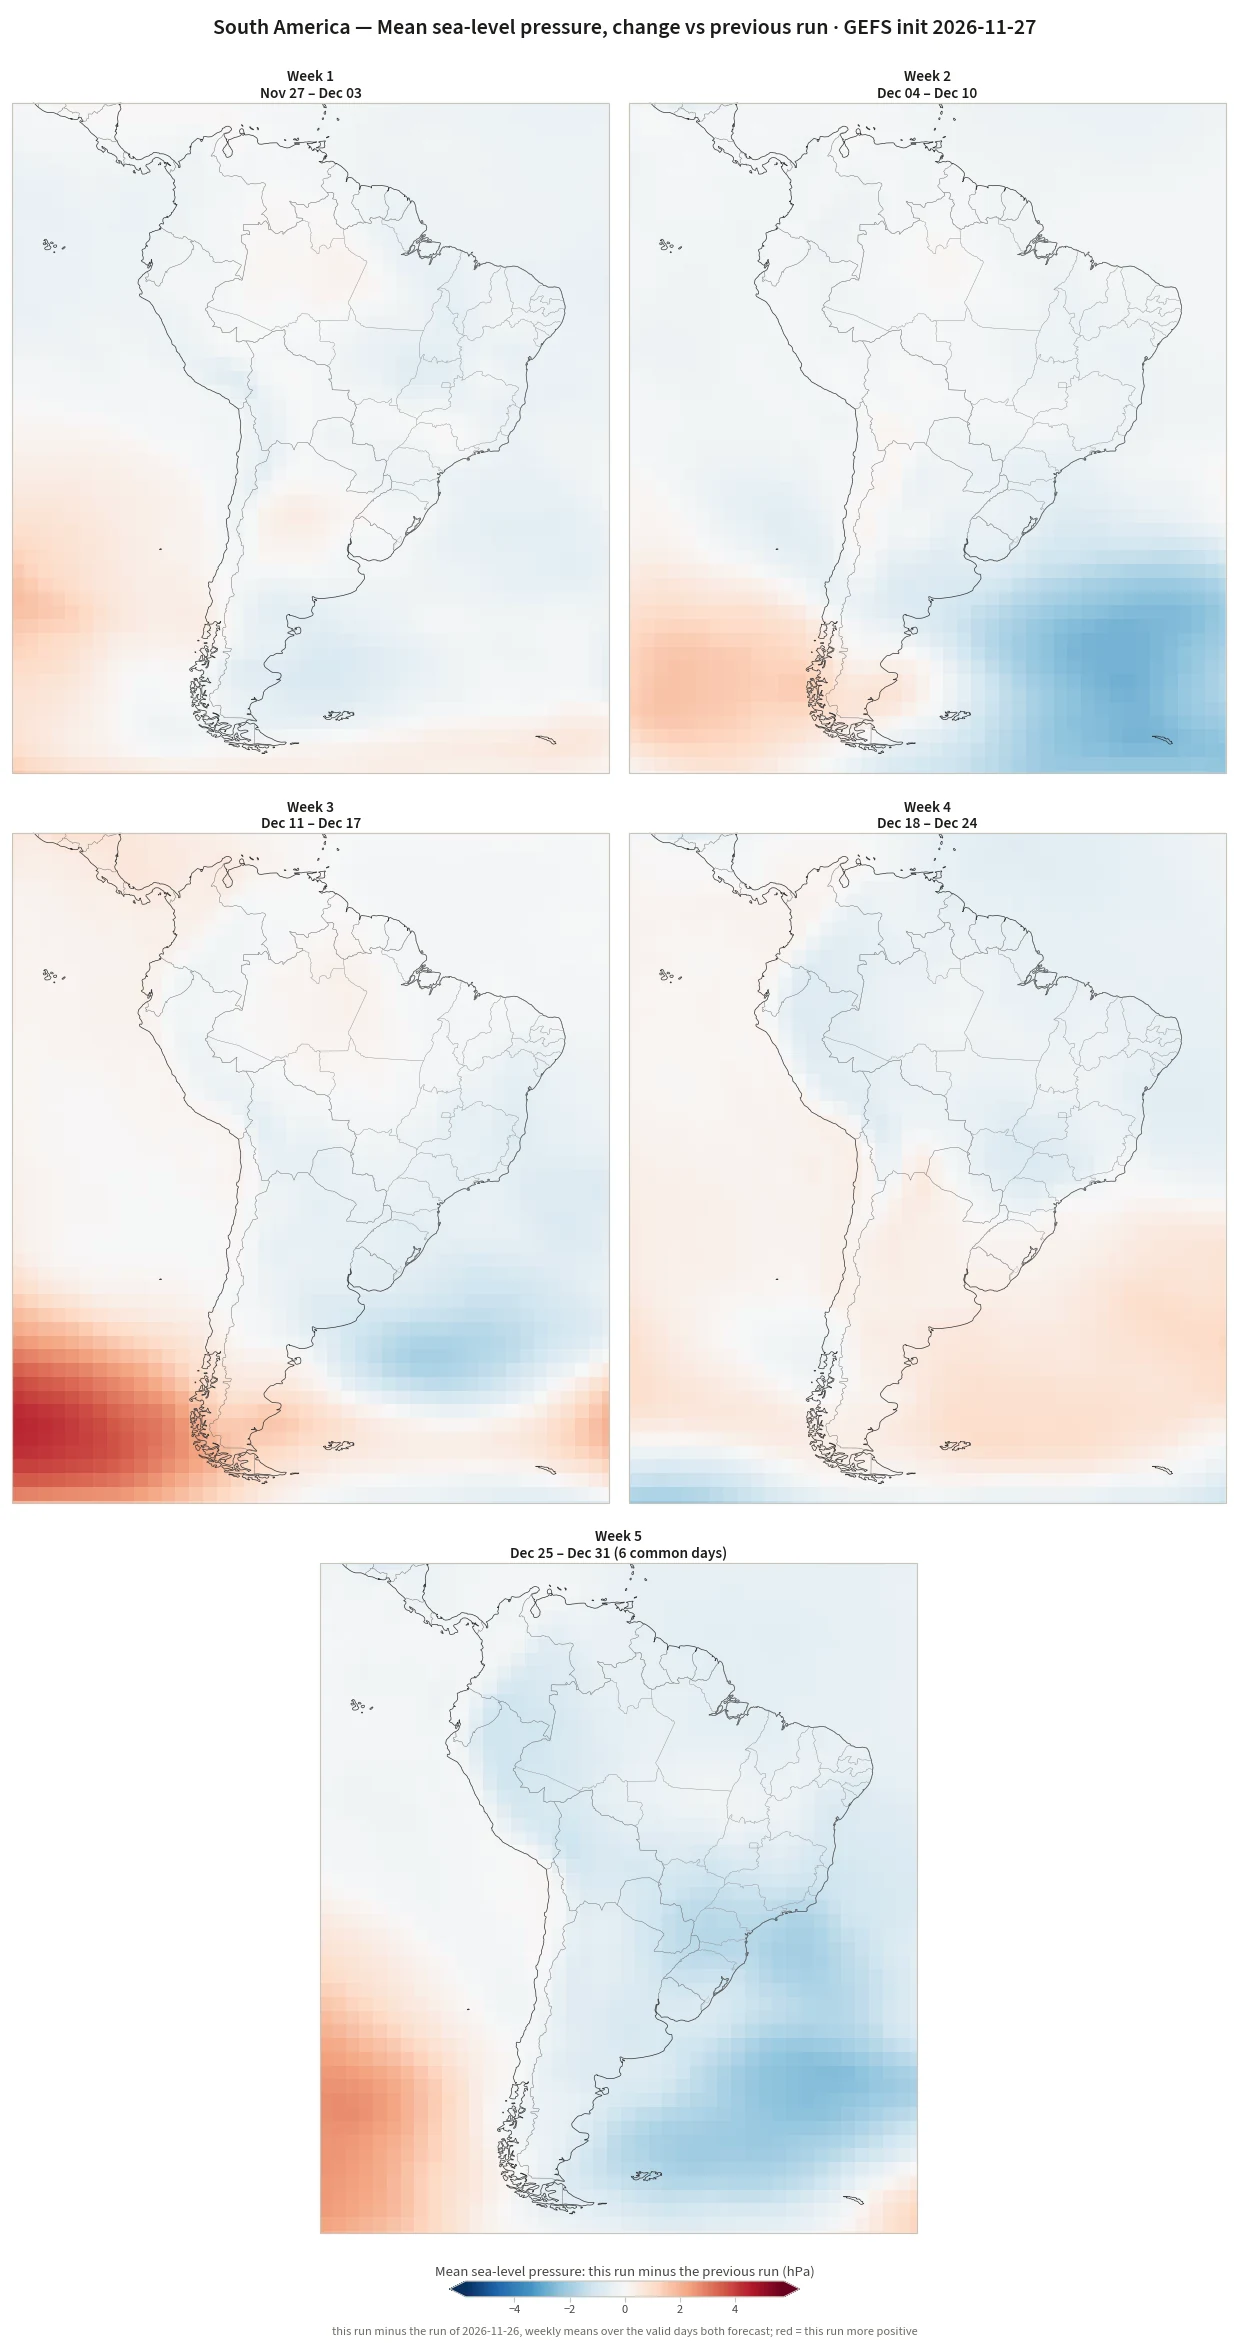 South America — Mean sea-level pressure, change vs previous run · GEFS init 2026-11-27
Week 1
Nov 27 – Dec 03
Week 2
Dec 04 – Dec 10
Week 3
Dec 11 – Dec 17
Week 4
Dec 18 – Dec 24
Week 5
Dec 25 – Dec 31 (6 common days)
Mean sea-level pressure: this run minus the previous run (hPa)
−4 −2 0 2 4
this run minus the run of 2026-11-26, weekly means over the valid days both forecast; red = this run more positive